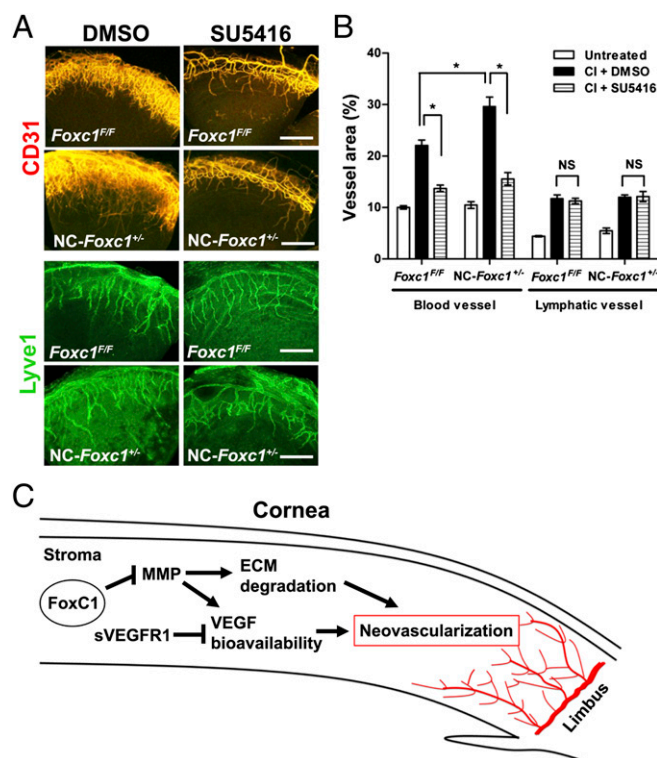 A
DMSO
SU5416
CD31
Foxc1F/F
Foxc1F/F
NC-Foxc1+/-
NC-Foxc1+/-
Lyve1
Foxc1F/F
Foxc1F/F
NC-Foxc1+/-
NC-Foxc1+/-
B
Untreated
CI + DMSO
CI + SU5416
Vessel area (%)
40
30
20
10
0
*
*
*
NS
NS
Foxc1F/F
NC-Foxc1+/-
Foxc1F/F
NC-Foxc1+/-
Blood vessel
Lymphatic vessel
C
Cornea
Stroma
FoxC1
MMP
ECM
degradation
sVEGFR1
VEGF
bioavailability
Neovascularization
Limbus